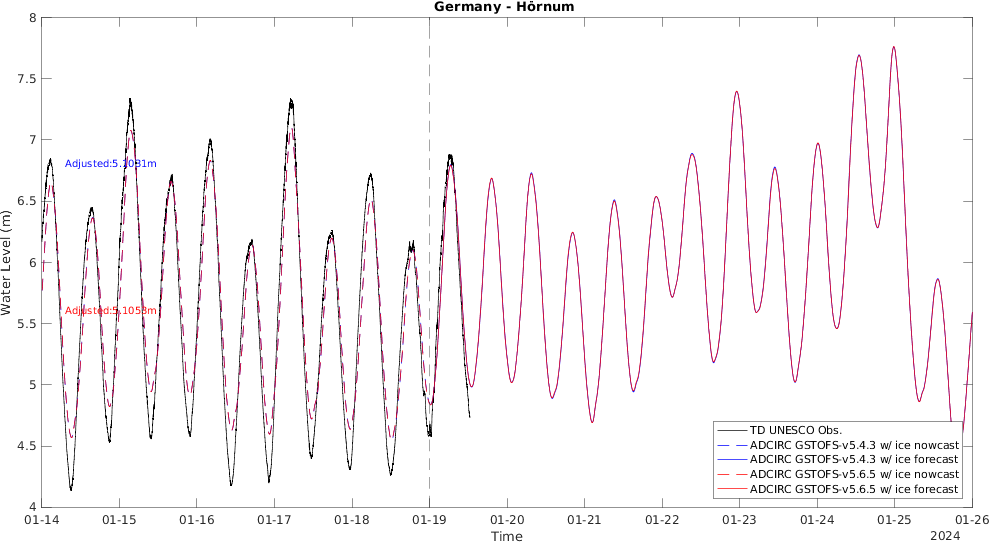 Germany - Hörnum
8
7.5
7
6.5
6
5.5
5
4.5
4
Water Level (m)
Adjusted:5.1081m
Adjusted:5.1053m
TD UNESCO Obs.
ADCIRC GSTOFS-v5.4.3 w/ ice nowcast
ADCIRC GSTOFS-v5.4.3 w/ ice forecast
ADCIRC GSTOFS-v5.6.5 w/ ice nowcast
ADCIRC GSTOFS-v5.6.5 w/ ice forecast
01-14 01-15 01-16 01-17 01-18 01-19 01-20 01-21 01-22 01-23 01-24 01-25 01-26
Time
2024